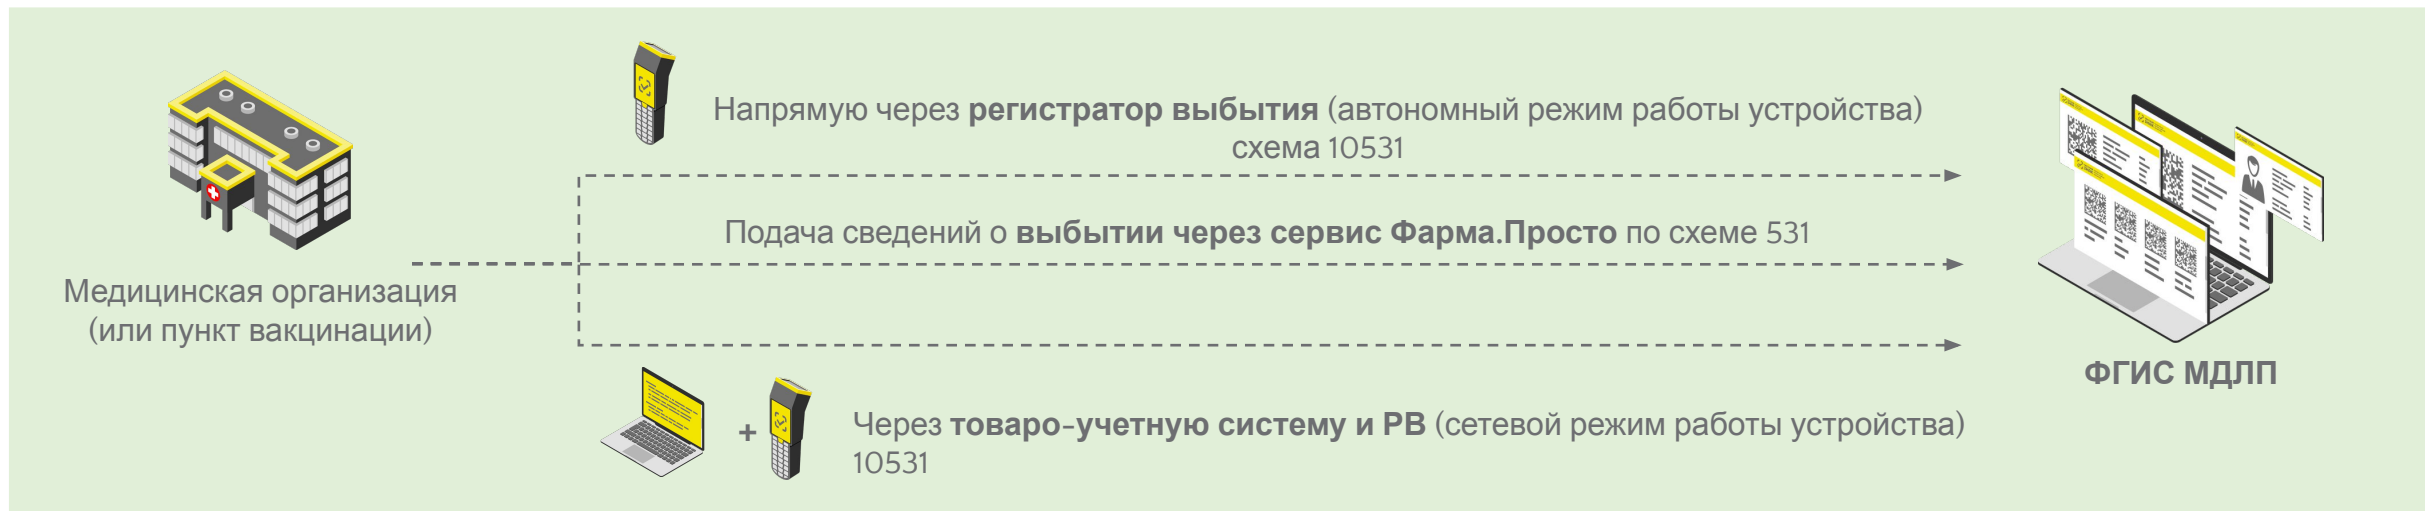 Напрямую через регистратор выбытия (автономный режим работы устройства)
схема 10531
Подача сведений о выбытии через сервис Фарма.Просто по схеме 531
Медицинская организация
(или пункт вакцинации)
ФГИС МДЛП
+
Через товаро-учетную систему и РВ (сетевой режим работы устройства)
10531